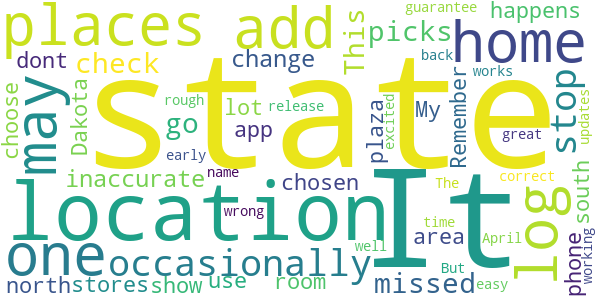 guarantee
places add This picks happens
home
dont check change
state
may Dakota lot go app plaza My Remember back works
choose rough release excited stop
early great updates
inaccurate name chosen The correct south
location It log
wrong area time April
one occasionally But well
north stores show use room missed easy phone working